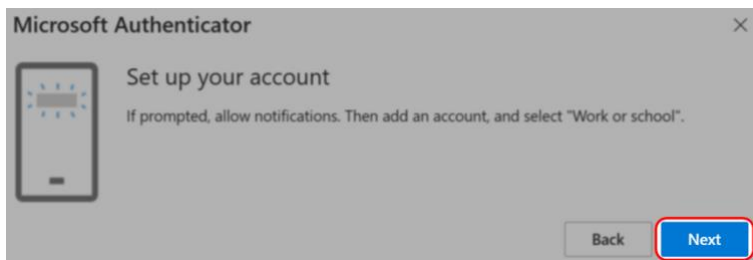 Microsoft Authenticator
Set up your account
If prompted, allow notifications. Then add an account, and select "Work or school".
Back
Next